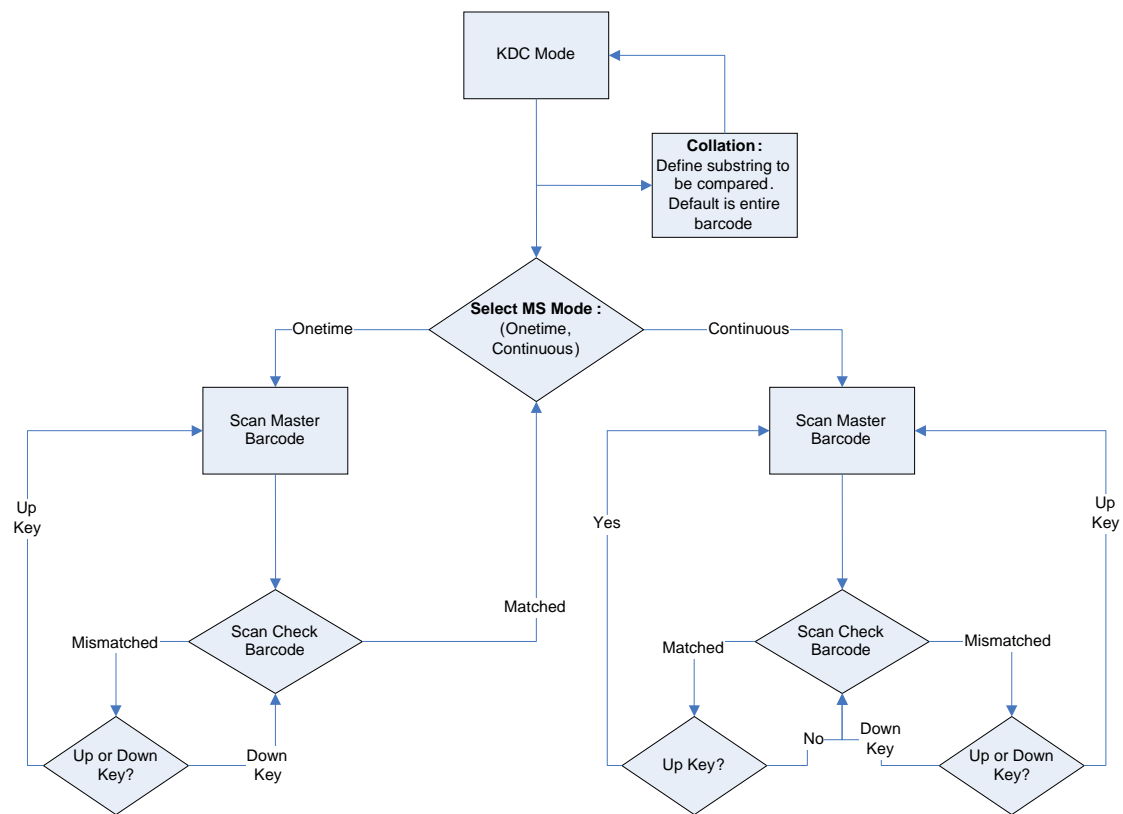 KDC Mode
Collation :
Define substring to
be compared.
Default is entire
barcode
Select MS Mode :
(Onetime,
Continuous)
Onetime
Continuous
Scan Master
Barcode
Scan Master
Barcode
Up
Key
Yes
Up
Key
Matched
Scan Check
Barcode
Scan Check
Barcode
Mismatched
Matched
Mismatched
Up or Down
Key?
Down
Key
Up Key?
No
Down
Key
Up or Down
Key?